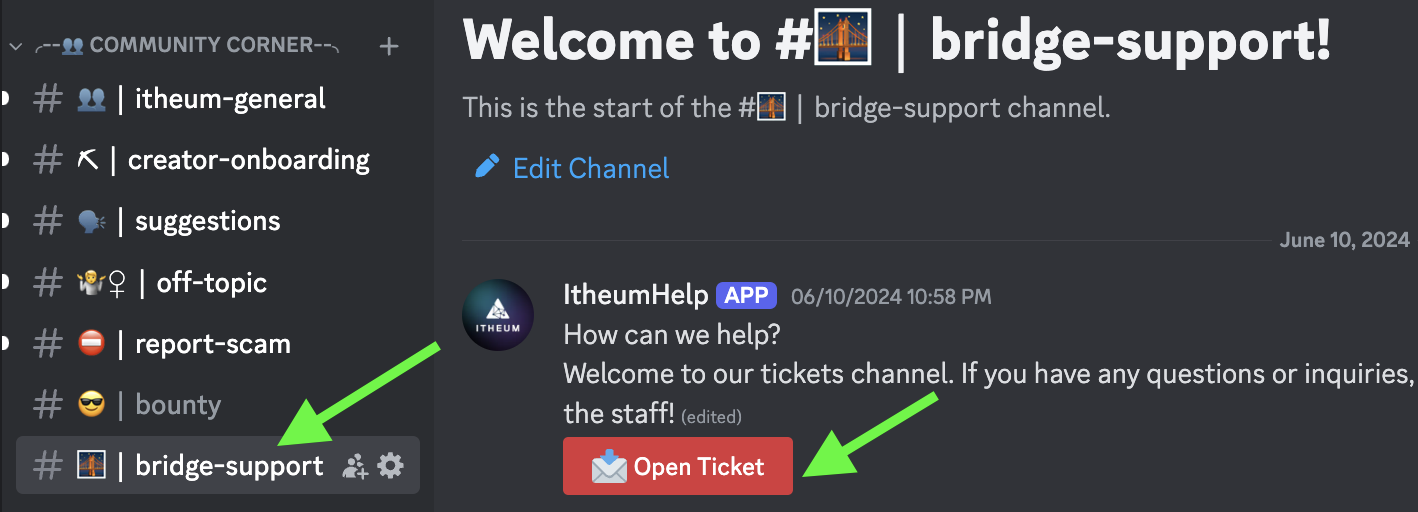 COMMUNITY CORNER
# 👥 | itheum-general
# ⛏ | creator-onboarding
# 🗣 | suggestions
# 🤷♀ | off-topic
# ⛔ | report-scam
# 😎 | bounty
# 🌉 | bridge-support
Welcome to #🌉 | bridge-support!
This is the start of the #🌉 | bridge-support channel.
Edit Channel
June 10, 2024
ITHEUM
ItheumHelp APP 06/10/2024 10:58 PM
How can we help?
Welcome to our tickets channel. If you have any questions or inquiries,
the staff! (edited)
Open Ticket